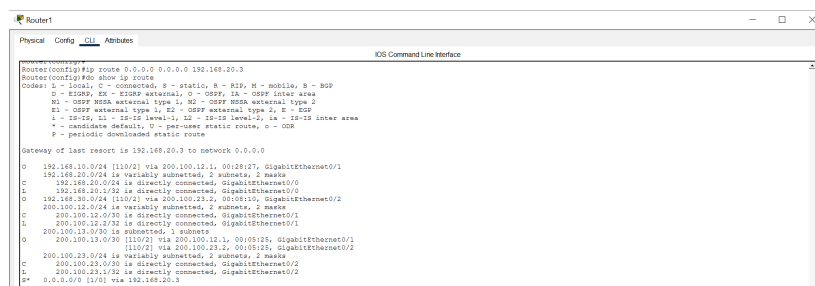 Router1
Physical Config CLI Attributes
IOS Command Line Interface
Router(config)#
Router(config)#ip route 0.0.0.0 0.0.0.0 192.168.20.3
Router(config)#do show ip route
Codes: L - local, C - connected, S - static, R - RIP, M - mobile, B - BGP
D - EIGRP, EX - EIGRP external, O - OSPF, IA - OSPF inter area
N1 - OSPF NSSA external type 1, N2 - OSPF NSSA external type 2
E1 - OSPF external type 1, E2 - OSPF external type 2, E - EGP
i - IS-IS, L1 - IS-IS level-1, L2 - IS-IS level-2, ia - IS-IS inter area
* - candidate default, U - per-user static route, o - ODR
P - periodic downloaded static route
Gateway of last resort is 192.168.20.3 to network 0.0.0.0
O 192.168.10.0/24 [110/2] via 200.100.12.1, 00:28:27, GigabitEthernet0/1
192.168.20.0/24 is variably subnetted, 2 subnets, 2 masks
C 192.168.20.0/24 is directly connected, GigabitEthernet0/0
L 192.168.20.1/32 is directly connected, GigabitEthernet0/0
O 192.168.30.0/24 [110/2] via 200.100.23.2, 00:08:10, GigabitEthernet0/2
200.100.12.0/24 is variably subnetted, 2 subnets, 2 masks
C 200.100.12.0/30 is directly connected, GigabitEthernet0/1
L 200.100.12.2/32 is directly connected, GigabitEthernet0/1
200.100.13.0/30 is subnetted, 1 subnets
O 200.100.13.0/30 [110/2] via 200.100.12.1, 00:05:25, GigabitEthernet0/1
[110/2] via 200.100.23.2, 00:05:25, GigabitEthernet0/2
200.100.23.0/24 is variably subnetted, 2 subnets, 2 masks
C 200.100.23.0/30 is directly connected, GigabitEthernet0/2
L 200.100.23.1/32 is directly connected, GigabitEthernet0/2
S* 0.0.0.0/0 [1/0] via 192.168.20.3